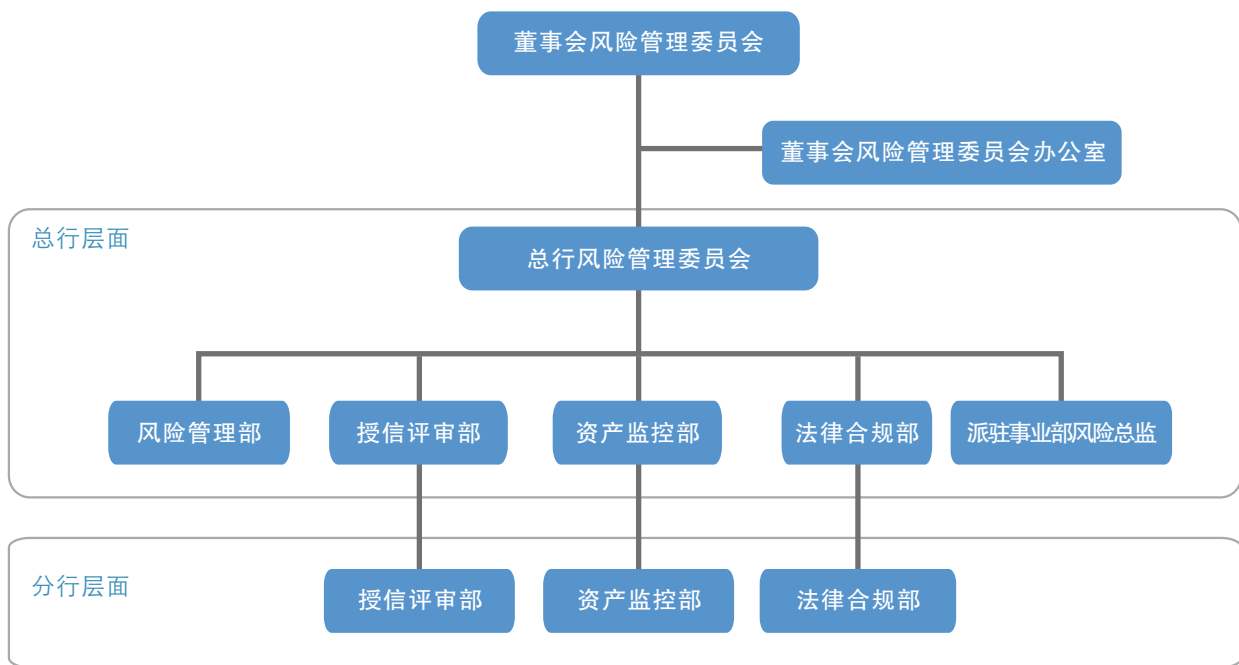 董事会风险管理委员会
董事会风险管理委员会办公室
总行层面
总行风险管理委员会
风险管理部
授信评审部
资产监控部
法律合规部
派驻事业部风险总监
分行层面
授信评审部
资产监控部
法律合规部